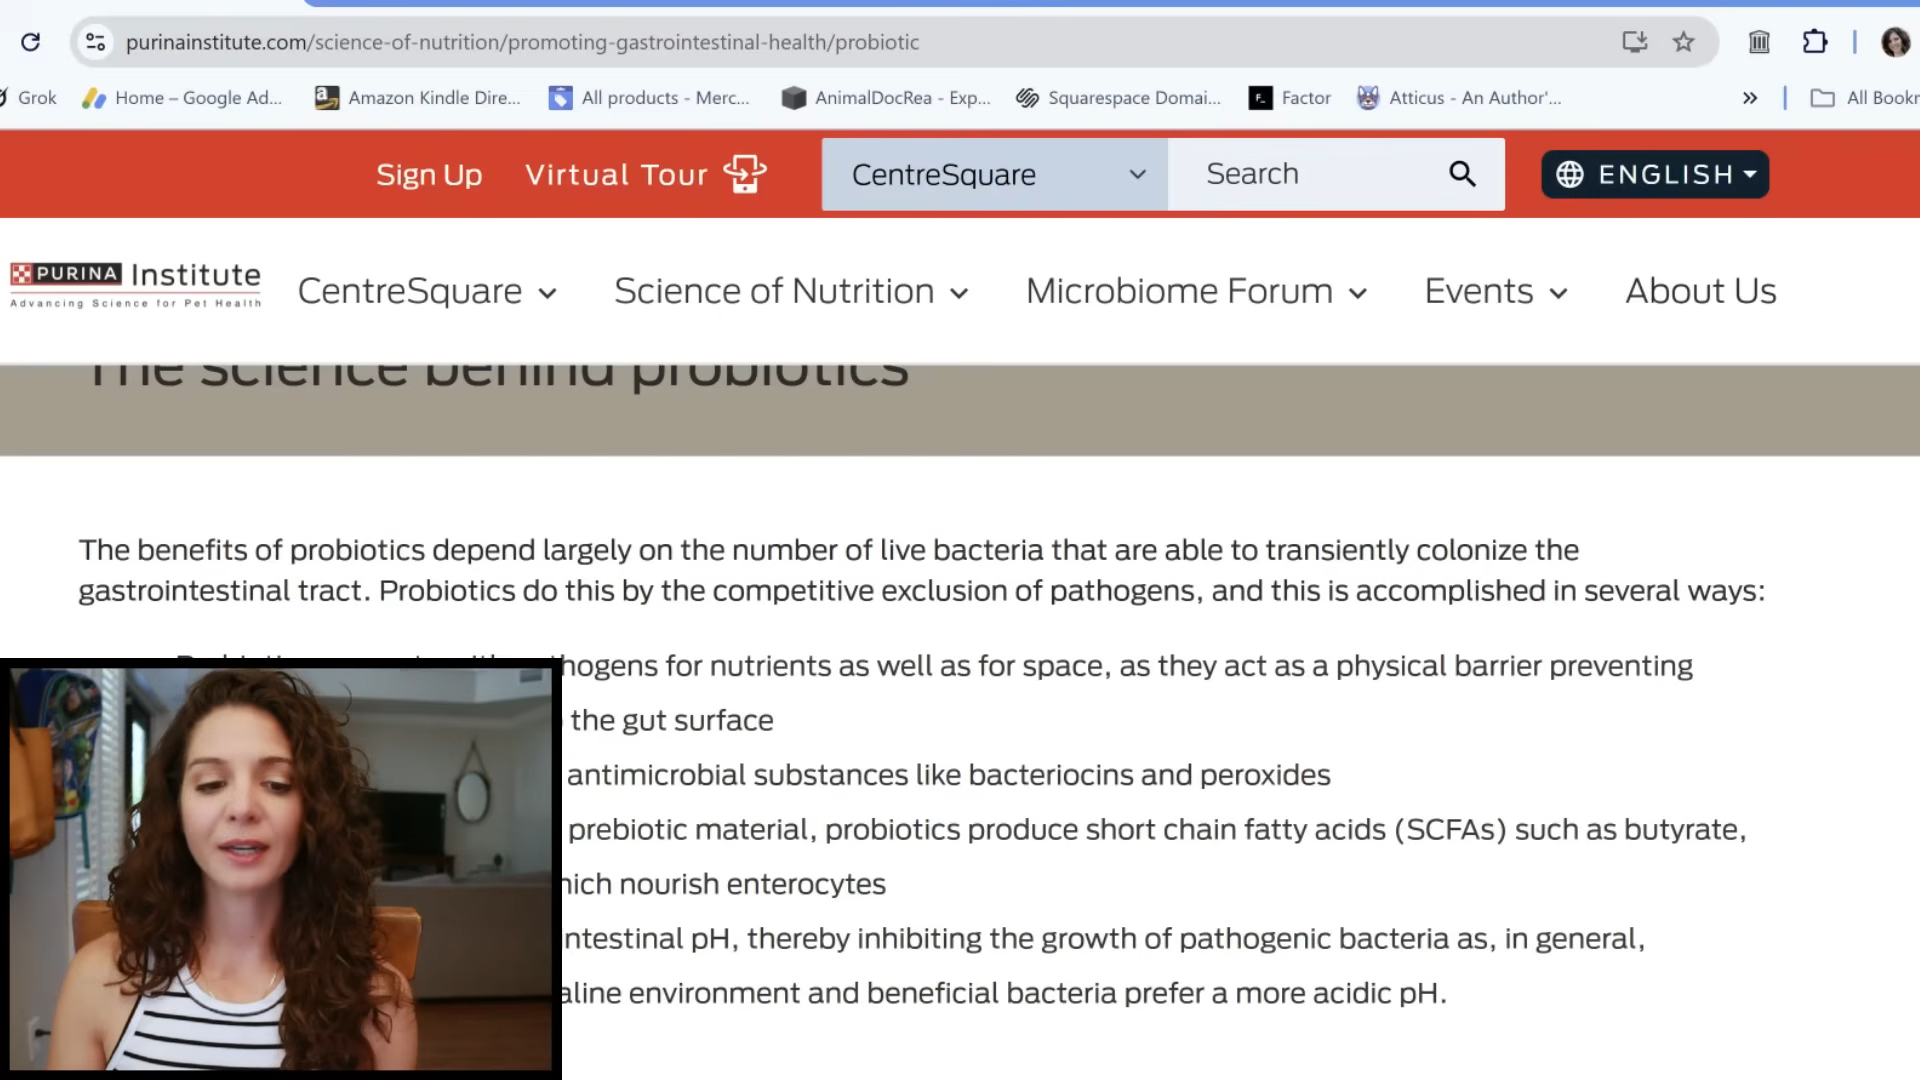 purinainstitute.com/science-of-nutrition/promoting-gastrointestinal-health/probiotic
Grok Home – Google Ad... Amazon Kindle Dire... All products - Merc... AnimalDocRea - Exp... Squarespace Domai... F_ Factor Atticus - An Author'... » All Bookr
Sign Up Virtual Tour CentreSquare Search ENGLISH
PURINA Institute
Advancing Science for Pet Health
CentreSquare Science of Nutrition Microbiome Forum Events About Us
The science behind probiotics
The benefits of probiotics depend largely on the number of live bacteria that are able to transiently colonize the
gastrointestinal tract. Probiotics do this by the competitive exclusion of pathogens, and this is accomplished in several ways:
hogens for nutrients as well as for space, as they act as a physical barrier preventing
the gut surface
antimicrobial substances like bacteriocins and peroxides
prebiotic material, probiotics produce short chain fatty acids (SCFAs) such as butyrate,
hich nourish enterocytes
ntestinal pH, thereby inhibiting the growth of pathogenic bacteria as, in general,
aline environment and beneficial bacteria prefer a more acidic pH.